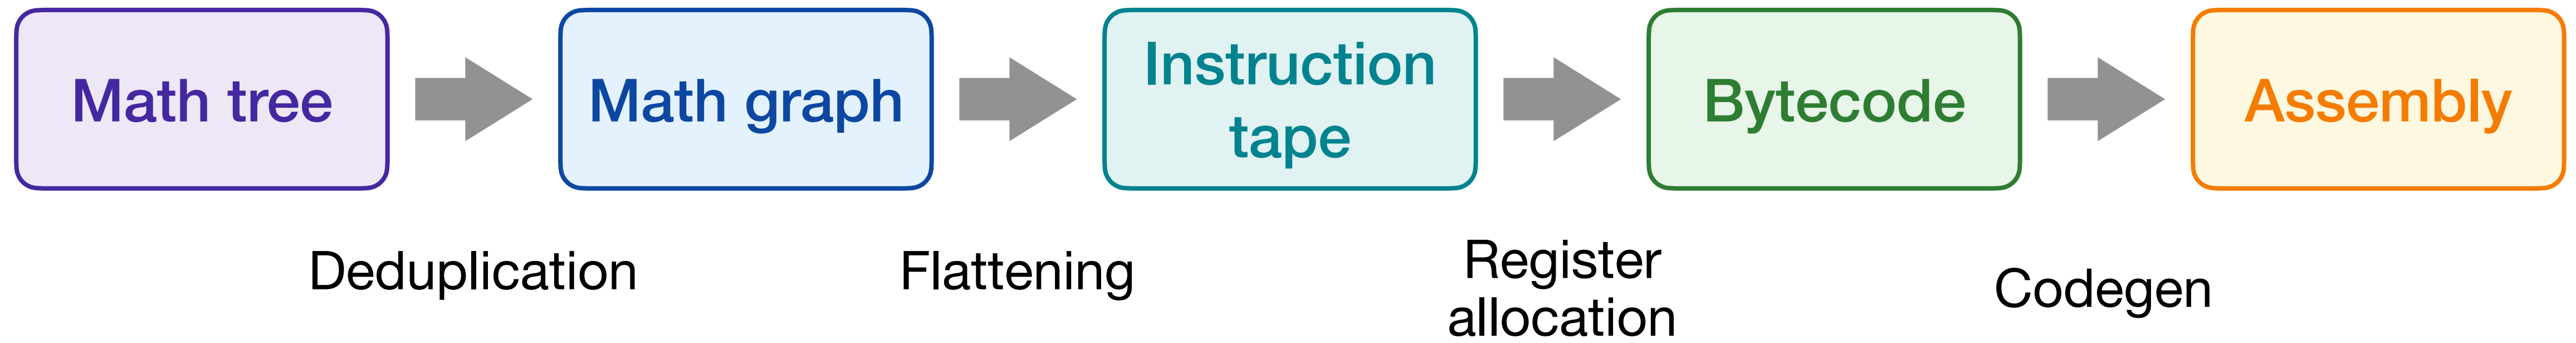 Math tree
Math graph
Instruction
tape
Bytecode
Assembly
Deduplication
Flattening
Register
allocation
Codegen